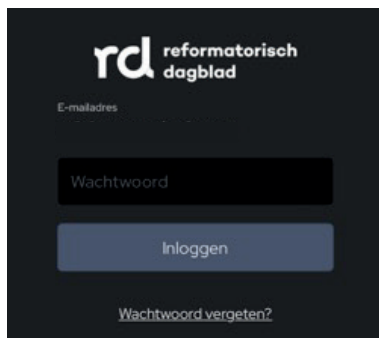 rd reformatorisch
dagblad
E-mailadres
Wachtwoord
Inloggen
Wachtwoord vergeten?